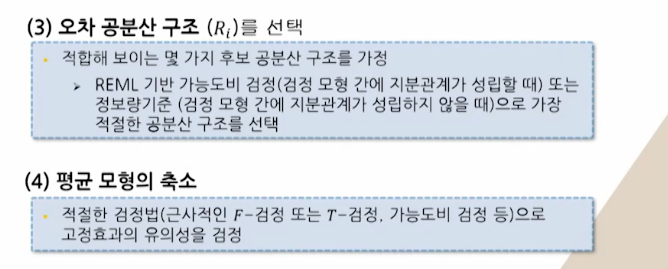 (3) 오차 공분산 구조 (R_i)를 선택
• 적합해 보이는 몇 가지 후보 공분산 구조를 가정
➤ REML 기반 가능도비 검정(검정 모형 간에 지분관계가 성립할 때) 또는
정보량기준 (검정 모형 간에 지분관계가 성립하지 않을 때)으로 가장
적절한 공분산 구조를 선택
(4) 평균 모형의 축소
• 적절한 검정법(근사적인 F-검정 또는 T-검정, 가능도비 검정 등)으로
고정효과의 유의성을 검정